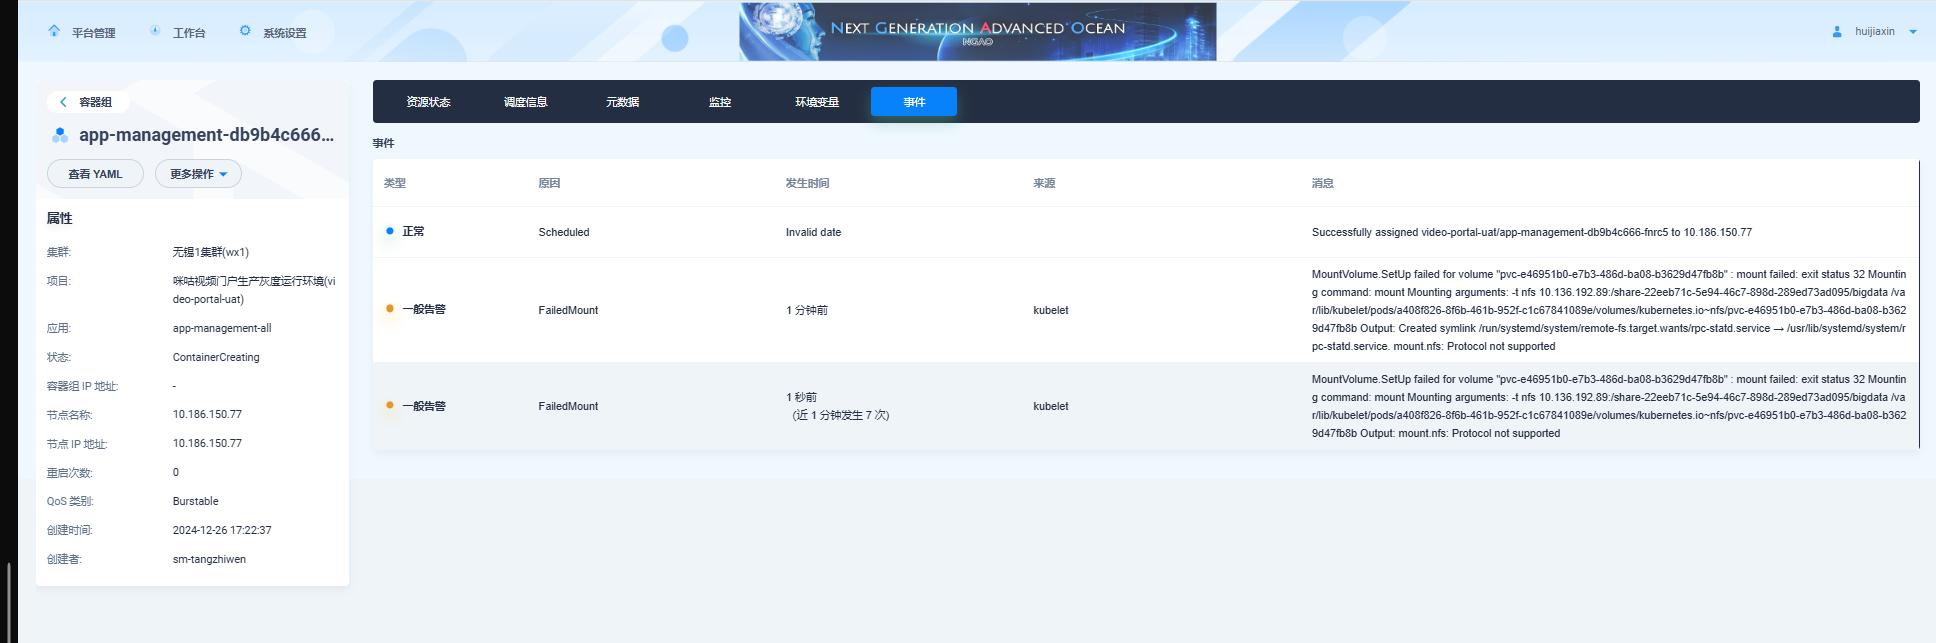 平台管理
工作台
系统设置
NEXT GENERATION ADVANCED OCEAN
NGAO
huijiaxin
容器组
app-management-db9b4c666...
查看 YAML
更多操作
属性
集群:
无锡1集群(wx1)
项目:
咪咕视频门户生产灰度运行环境(vi
deo-portal-uat)
应用:
app-management-all
状态:
ContainerCreating
容器组 IP 地址:
-
节点名称:
10.186.150.77
节点 IP 地址:
10.186.150.77
重启次数:
0
QoS 类别:
Burstable
创建时间:
2024-12-26 17:22:37
创建者:
sm-tangzhiwen
资源状态
调度信息
元数据
监控
环境变量
事件
事件
类型
原因
发生时间
来源
消息
正常
Scheduled
Invalid date
Successfully assigned video-portal-uat/app-management-db9b4c666-fnrc5 to 10.186.150.77
一般告警
FailedMount
1 分钟前
kubelet
MountVolume.SetUp failed for volume "pvc-e46951b0-e7b3-486d-ba08-b3629d47fb8b" : mount failed: exit status 32 Mountin
g command: mount Mounting arguments: -t nfs 10.136.192.89:/share-22eeb71c-5e94-46c7-898d-289ed73ad095/bigdata /va
r/lib/kubelet/pods/a408f826-8f6b-461b-952f-c1c67841089e/volumes/kubernetes.io~nfs/pvc-e46951b0-e7b3-486d-ba08-b362
9d47fb8b Output: Created symlink /run/systemd/system/remote-fs.target.wants/rpc-statd.service → /usr/lib/systemd/system/r
pc-statd.service. mount.nfs: Protocol not supported
一般告警
FailedMount
1 秒前
(近 1 分钟发生 7 次)
kubelet
MountVolume.SetUp failed for volume "pvc-e46951b0-e7b3-486d-ba08-b3629d47fb8b" : mount failed: exit status 32 Mountin
g command: mount Mounting arguments: -t nfs 10.136.192.89:/share-22eeb71c-5e94-46c7-898d-289ed73ad095/bigdata /va
r/lib/kubelet/pods/a408f826-8f6b-461b-952f-c1c67841089e/volumes/kubernetes.io~nfs/pvc-e46951b0-e7b3-486d-ba08-b362
9d47fb8b Output: mount.nfs: Protocol not supported